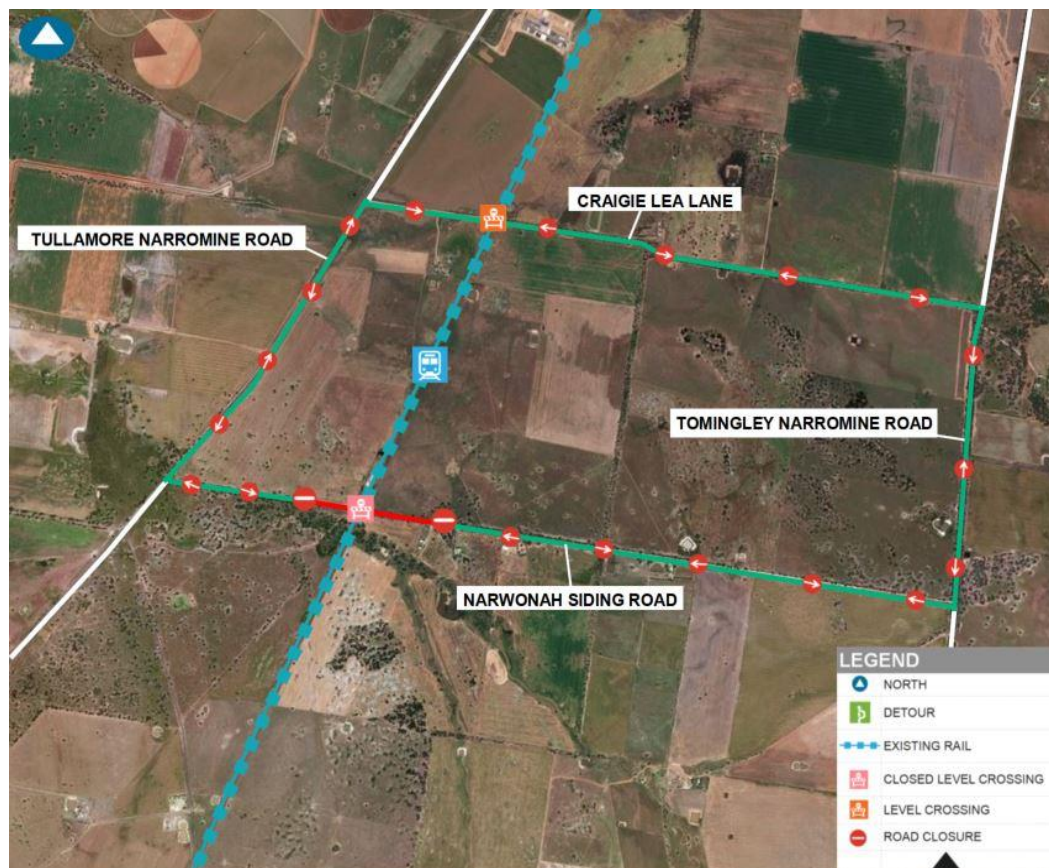 CRAIGIE LEA LANE
TULLAMORE NARROMINE ROAD
TOMINGLEY NARROMINE ROAD
NARWONAH SIDING ROAD
LEGEND
NORTH
DETOUR
EXISTING RAIL
CLOSED LEVEL CROSSING
LEVEL CROSSING
ROAD CLOSURE